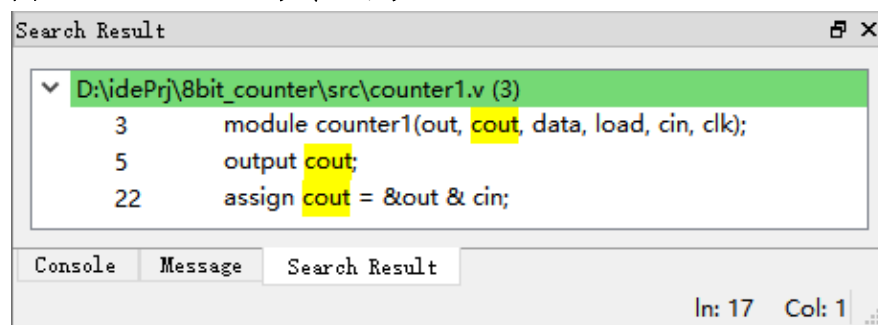 Search Result
D:\idePrj\8bit_counter\src\counter1.v (3)
3 module counter1(out, cout, data, load, cin, clk);
5 output cout;
22 assign cout = &out & cin;
Console Message Search Result
ln: 17 Col: 1